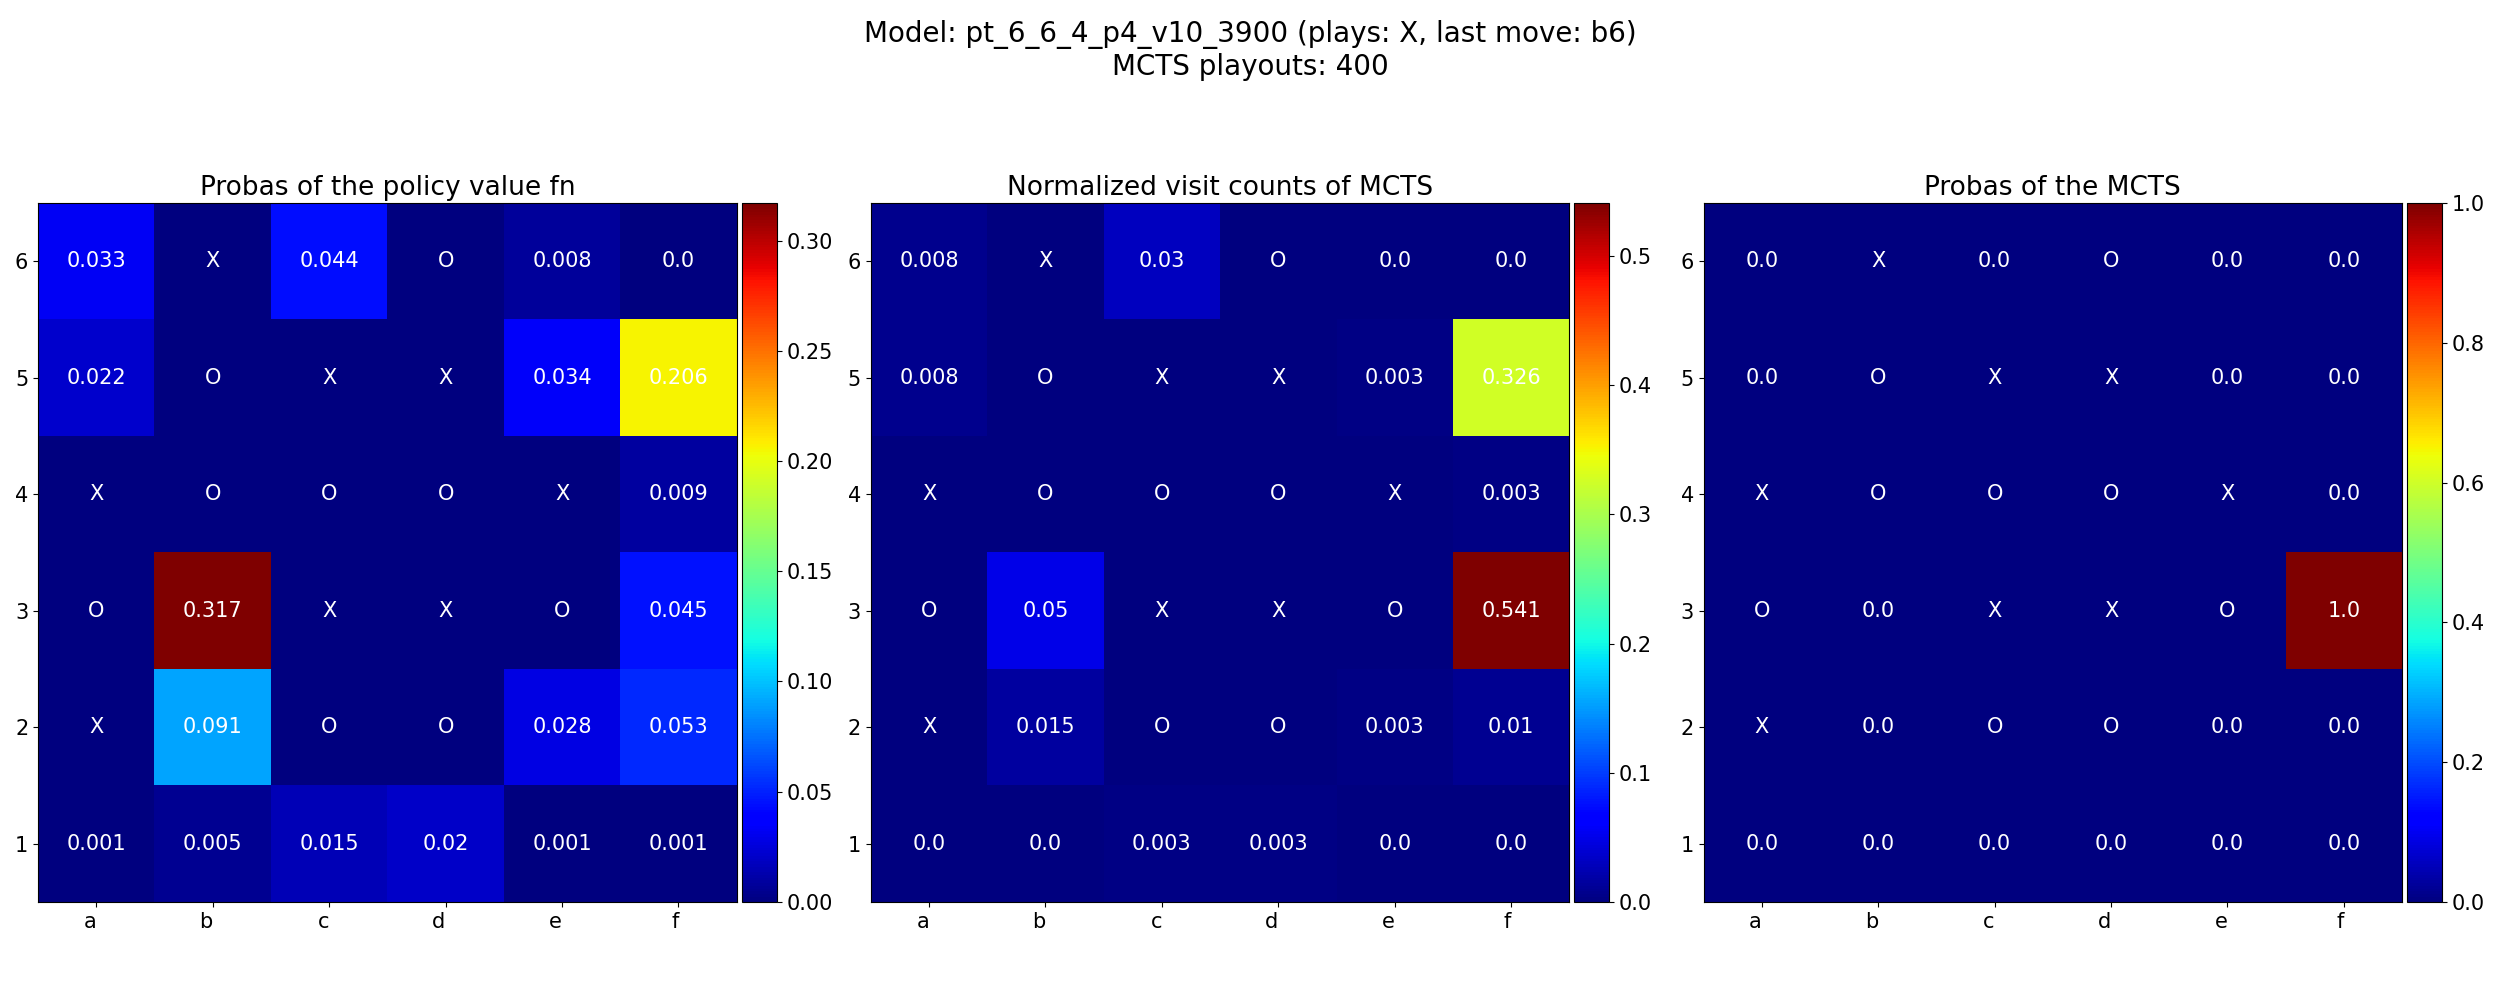 Model: pt_6_6_4_p4_v10_3900 (plays: X, last move: b6)
MCTS playouts: 400
Probas of the policy value fn
6 0.033 X 0.044 O 0.008 0.0
5 0.022 O X X 0.034 0.206
4 X O O O X 0.009
3 O 0.317 X X O 0.045
2 X 0.091 O O 0.028 0.053
1 0.001 0.005 0.015 0.02 0.001 0.001
a b c d e f
0.30
0.25
0.20
0.15
0.10
0.05
0.00
Normalized visit counts of MCTS
6 0.008 X 0.03 O 0.0 0.0
5 0.008 O X X 0.003 0.326
4 X O O O X 0.003
3 O 0.05 X X O 0.541
2 X 0.015 O O 0.003 0.01
1 0.0 0.0 0.003 0.003 0.0 0.0
a b c d e f
0.5
0.4
0.3
0.2
0.1
0.0
Probas of the MCTS
6 0.0 X 0.0 O 0.0 0.0
5 0.0 O X X 0.0 0.0
4 X O O O X 0.0
3 O 0.0 X X O 1.0
2 X 0.0 O O 0.0 0.0
1 0.0 0.0 0.0 0.0 0.0 0.0
a b c d e f
1.0
0.8
0.6
0.4
0.2
0.0